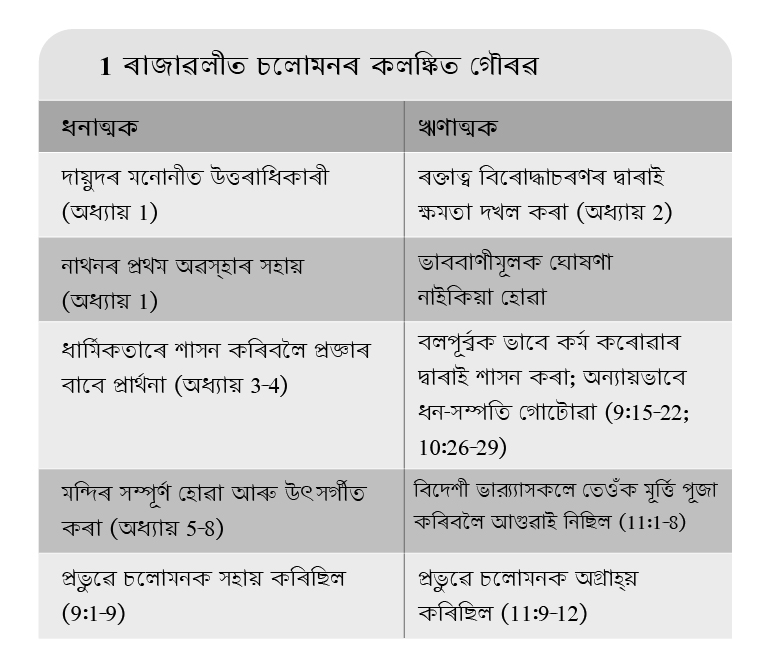 1 ৰাজাৱলীত চলোমনৰ কলঙ্কিত গৌৰৱ
ধনাত্মক
ঋণাত্মক
দায়ুদৰ মনোনীত উত্তৰাধিকাৰী
(অধ্যায় 1)
ৰক্তাত্ব বিৰোদ্ধাচৰণৰ দ্বাৰাই
ক্ষমতা দখল কৰা (অধ্যায় 2)
নাথনৰ প্ৰথম অৱস্হাৰ সহায়
(অধ্যায় 1)
ভাববাণীমূলক ঘোষণা
নাইকিয়া হোৱা
ধাৰ্মিকতাৰে শাসন কৰিবলৈ প্ৰজ্ঞাৰ
বাবে প্ৰাৰ্থনা (অধ্যায় 3-4)
বলপূৰ্ব্বক ভাবে কৰ্ম কৰোৱাৰ
দ্বাৰাই শাসন কৰা; অন্যায়ভাবে
ধন-সম্পতি গোটোৱা (9:15-22;
10:26-29)
মন্দিৰ সম্পূৰ্ণ হোৱা আৰু উৎসৰ্গীত
কৰা (অধ্যায় 5-8)
বিদেশী ভাৰ‍্য্যাসকলে তেওঁক মূৰ্ত্তি পূজা
কৰিবলৈ আগুৱাই নিছিল (11:1-8)
প্ৰভুৱে চলোমনক সহায় কৰিছিল
(9:1-9)
প্ৰভুৱে চলোমনক অগ্ৰাহ্য়
কৰিছিল (11:9-12)